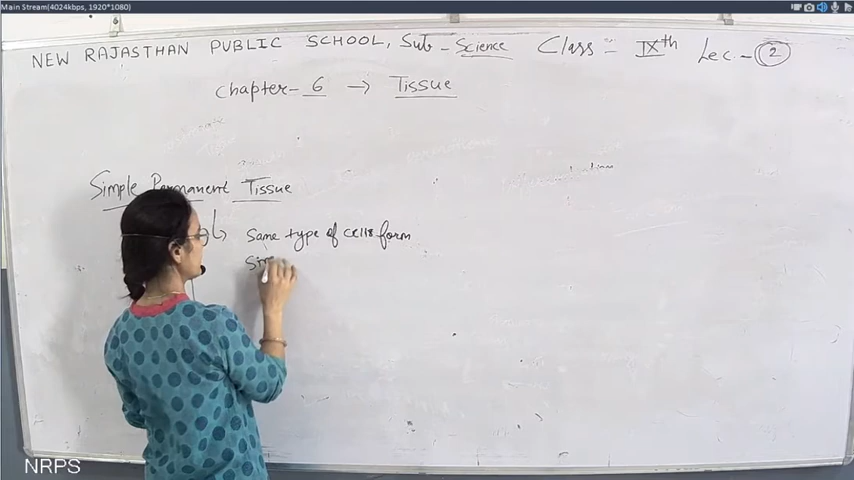 Main Stream(4024kbps, 1920*1080)
NEW RAJASTHAN PUBLIC SCHOOL, Sub - Science Class = IXth Lec. - 2
Chapter - 6 → Tissue
Simple Permanent Tissue
Same type of cells form
Sim
NRPS